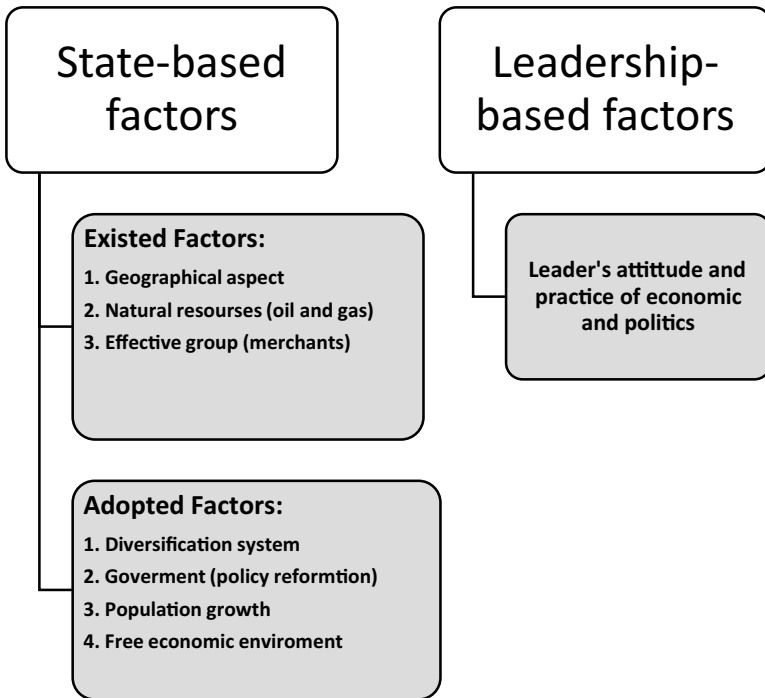 State-based
factors
Existed Factors:
1. Geographical aspect
2. Natural resourses (oil and gas)
3. Effective group (merchants)
Adopted Factors:
1. Diversification system
2. Goverment (policy reformtion)
3. Population growth
4. Free economic enviroment
Leadership-
based factors
Leader's attittude and
practice of economic
and politics